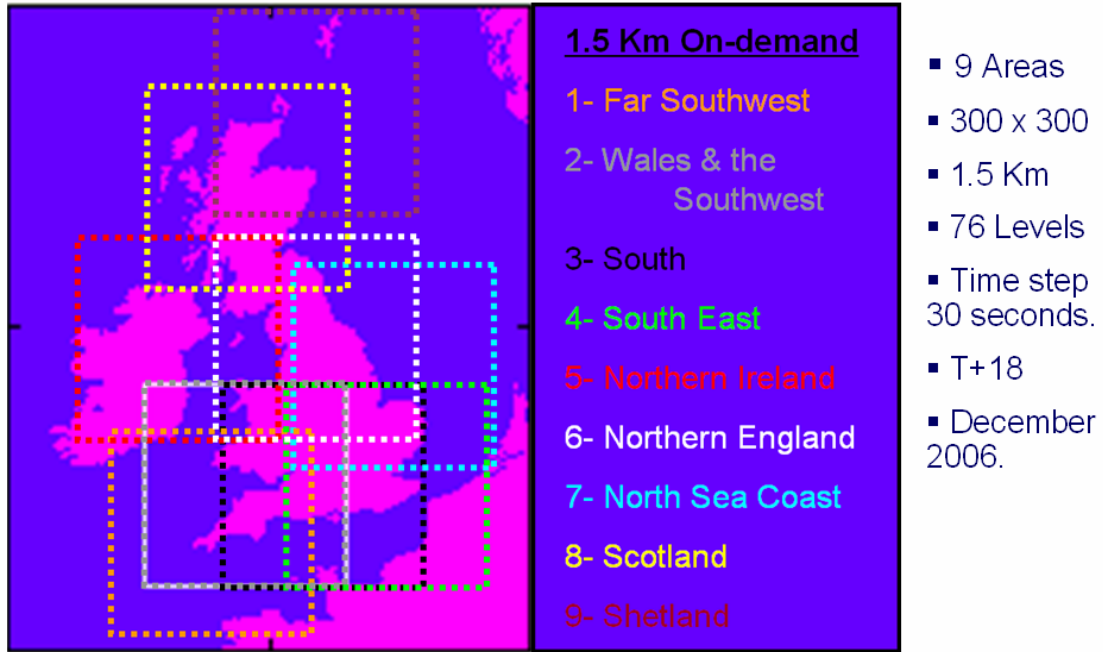 1.5 Km On-demand
1- Far Southwest
2- Wales & the
Southwest
3- South
4- South East
5- Northern Ireland
6- Northern England
7- North Sea Coast
8- Scotland
9- Shetland
▪ 9 Areas
▪ 300 x 300
▪ 1.5 Km
▪ 76 Levels
▪ Time step
30 seconds.
▪ T+18
▪ December
2006.